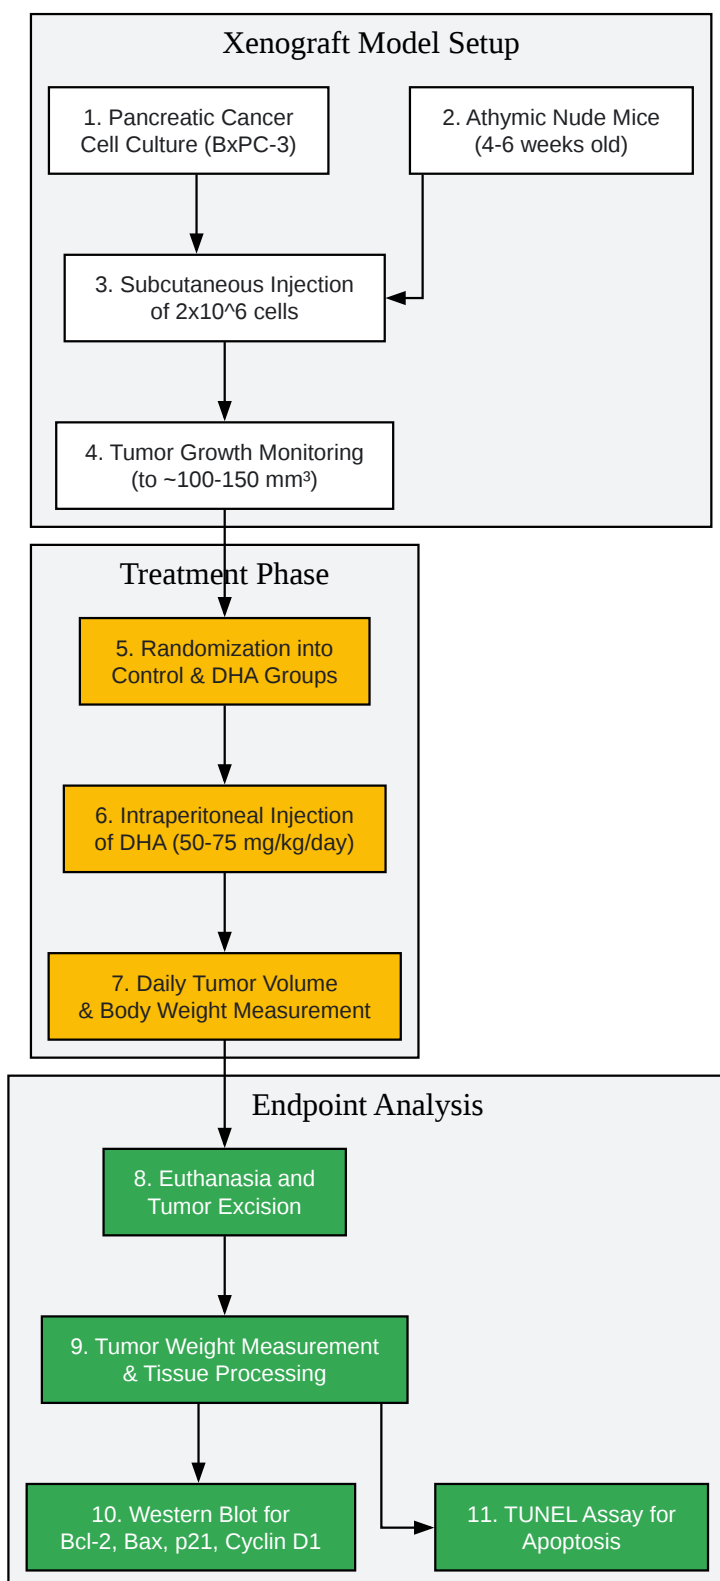 Xenograft Model Setup
1. Pancreatic Cancer
Cell Culture (BxPC-3)
2. Athymic Nude Mice
(4-6 weeks old)
3. Subcutaneous Injection
of 2x10^6 cells
4. Tumor Growth Monitoring
(to ~100-150 mm³)
Treatment Phase
5. Randomization into
Control & DHA Groups
6. Intraperitoneal Injection
of DHA (50-75 mg/kg/day)
7. Daily Tumor Volume
& Body Weight Measurement
Endpoint Analysis
8. Euthanasia and
Tumor Excision
9. Tumor Weight Measurement
& Tissue Processing
10. Western Blot for
Bcl-2, Bax, p21, Cyclin D1
11. TUNEL Assay for
Apoptosis